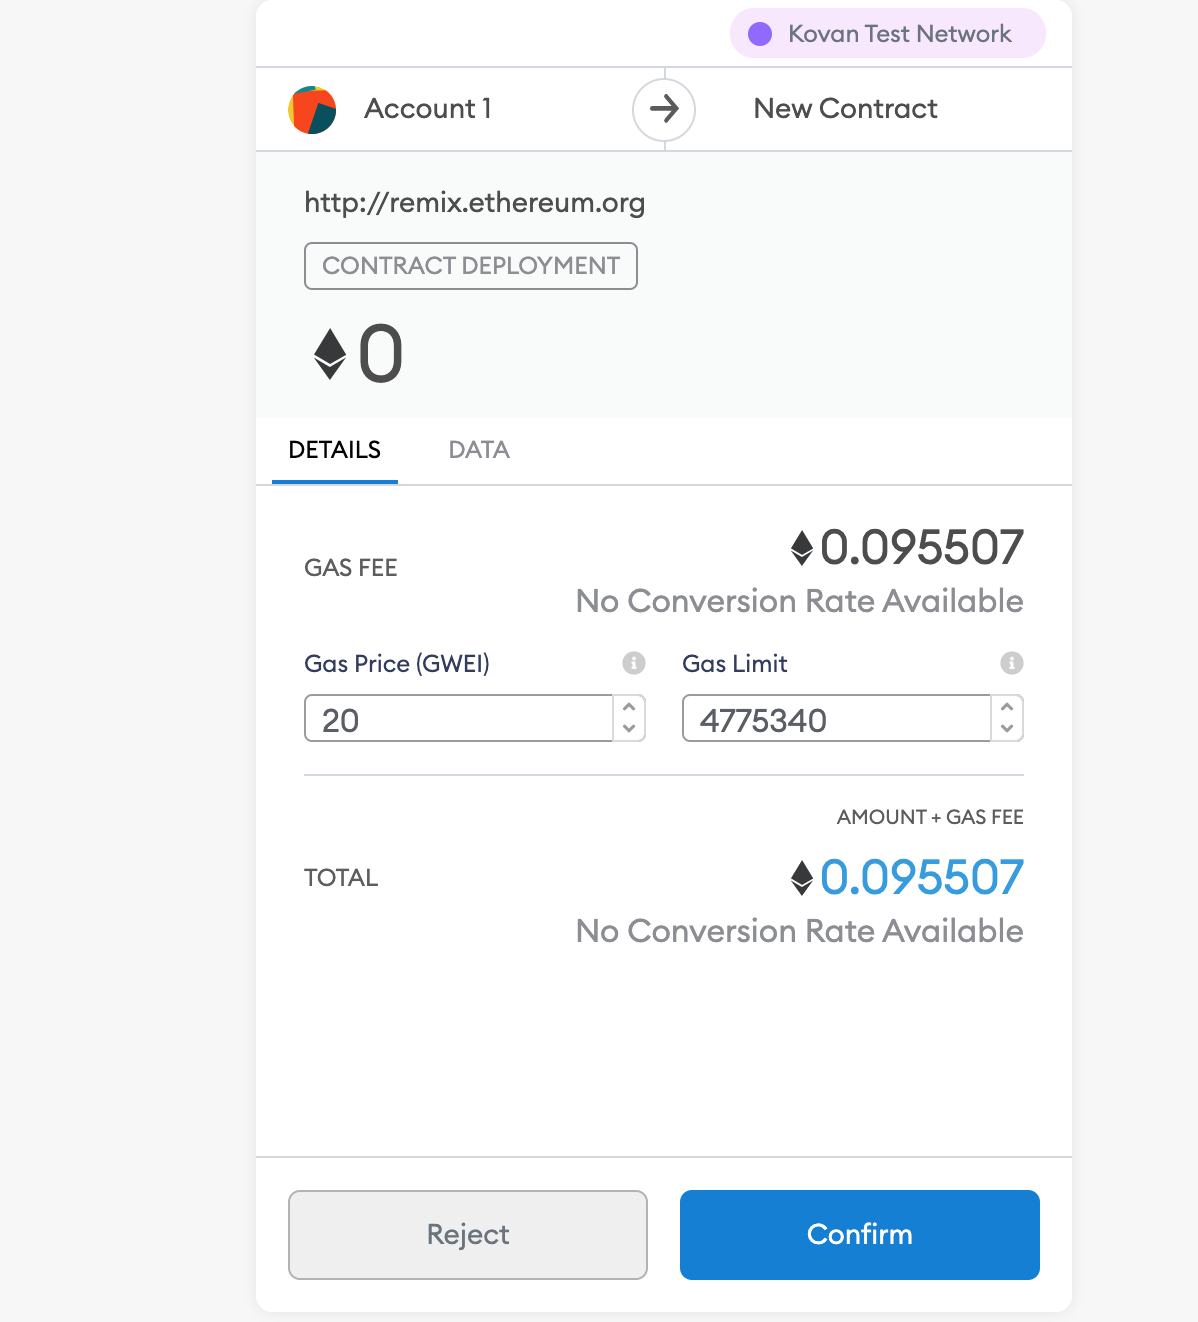 Kovan Test Network
Account 1
New Contract
http://remix.ethereum.org
CONTRACT DEPLOYMENT
0
DETAILS
DATA
0.095507
GAS FEE
No Conversion Rate Available
Gas Price (GWEI)
Gas Limit
20
4775340
AMOUNT + GAS FEE
0.095507
TOTAL
No Conversion Rate Available
Reject
Confirm